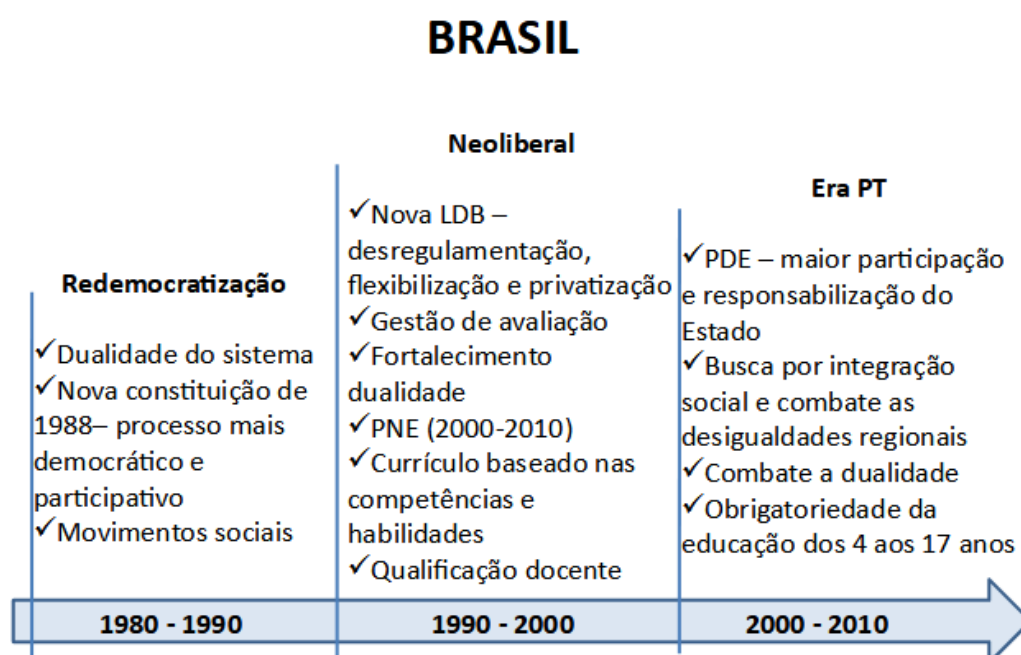 BRASIL
Redemocratização
✓Dualidade do sistema
✓Nova constituição de
1988– processo mais
democrático e
participativo
✓Movimentos sociais
1980 - 1990
Neoliberal
✓Nova LDB –
desregulamentação,
flexibilização e privatização
✓Gestão de avaliação
✓Fortalecimento
dualidade
✓PNE (2000-2010)
✓Currículo baseado nas
competências e
habilidades
✓Qualificação docente
1990 - 2000
Era PT
✓PDE – maior participação
e responsabilização do
Estado
✓Busca por integração
social e combate as
desigualdades regionais
✓Combate a dualidade
✓Obrigatoriedade da
educação dos 4 aos 17 anos
2000 - 2010